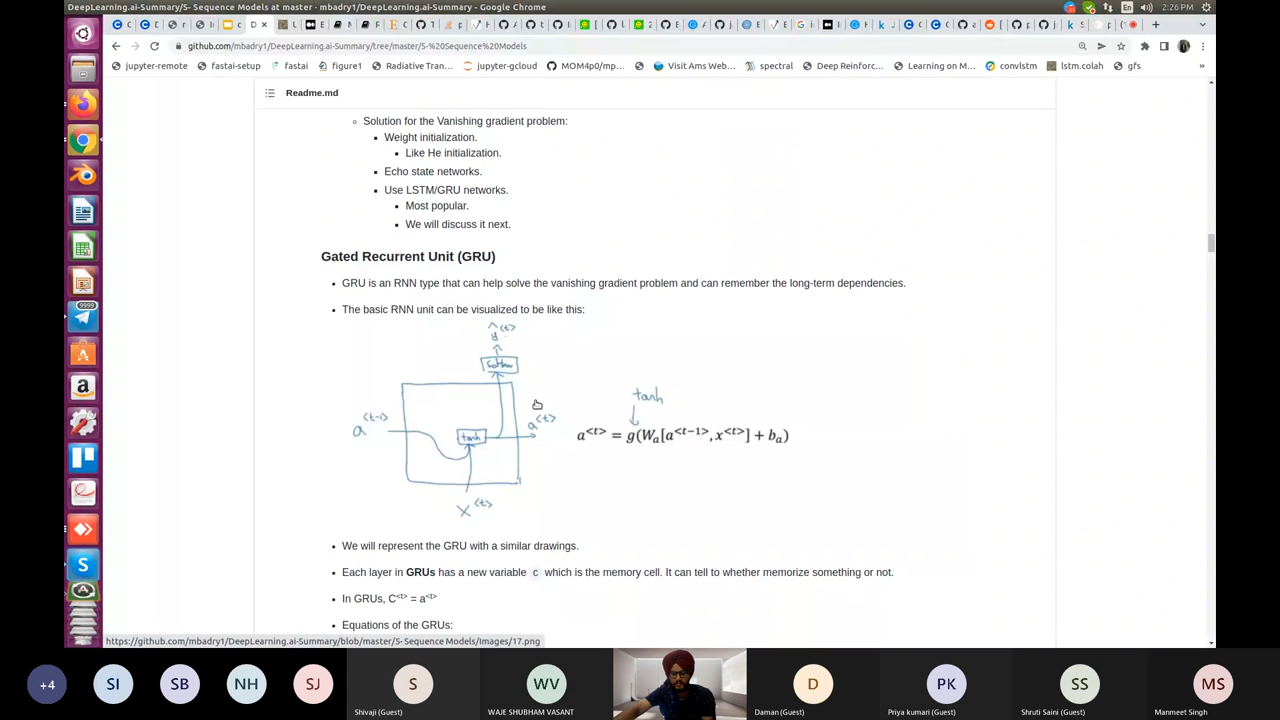 DeepLearning.ai-Summary/5- Sequence Models at master · mbadry1/DeepLearning.ai-Summary - Google Chrome
En 2:26 PM
github.com/mbadry1/DeepLearning.ai-Summary/tree/master/5-%20Sequence%20Models
jupyter-remote fastai-setup fastai figure1 Radiative Tran... jupyter-gcloud MOM4p0/mp... Visit Ams Web... spectral Deep Reinforc... Learning on M... convlstm lstm.colah gfs »
Readme.md
Solution for the Vanishing gradient problem:
Weight initialization.
Like He initialization.
Echo state networks.
Use LSTM/GRU networks.
Most popular.
We will discuss it next.
Gated Recurrent Unit (GRU)
GRU is an RNN type that can help solve the vanishing gradient problem and can remember the long-term dependencies.
The basic RNN unit can be visualized to be like this:
ŷ<t>
tanh
a<t-1> tanh a<t> a<t> = g(Wa[a<t−1>, x<t>] + ba)
x<t>
We will represent the GRU with a similar drawings.
Each layer in GRUs has a new variable c which is the memory cell. It can tell to whether memorize something or not.
In GRUs, C<t> = a<t>
Equations of the GRUs:
https://github.com/mbadry1/DeepLearning.ai-Summary/blob/master/5- Sequence Models/Images/17.png
+4 SI SB NH SJ S WV D PK SS MS
Shivaji (Guest) WAJE SHUBHAM VASANT Daman (Guest) Priya kumari (Guest) Shruti Saini (Guest) Manmeet Singh